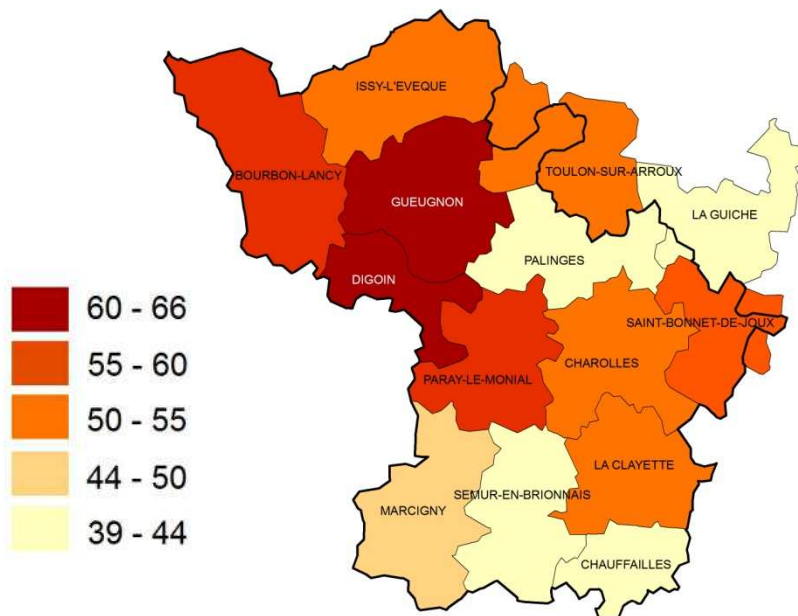 ISSY-L'EVEQUE
BOURBON-LANCY
TOULON-SUR-ARROUX
GUEUGNON
LA GUICHE
PALINGES
DIGOIN
SAINT-BONNET-DE-JOUX
CHAROLLES
PARAY-LE-MONIAL
LA CLAYETTE
SEMUR-EN-BRIONNAIS
MARCIGNY
CHAUFFAILLES
60 - 66
55 - 60
50 - 55
44 - 50
39 - 44